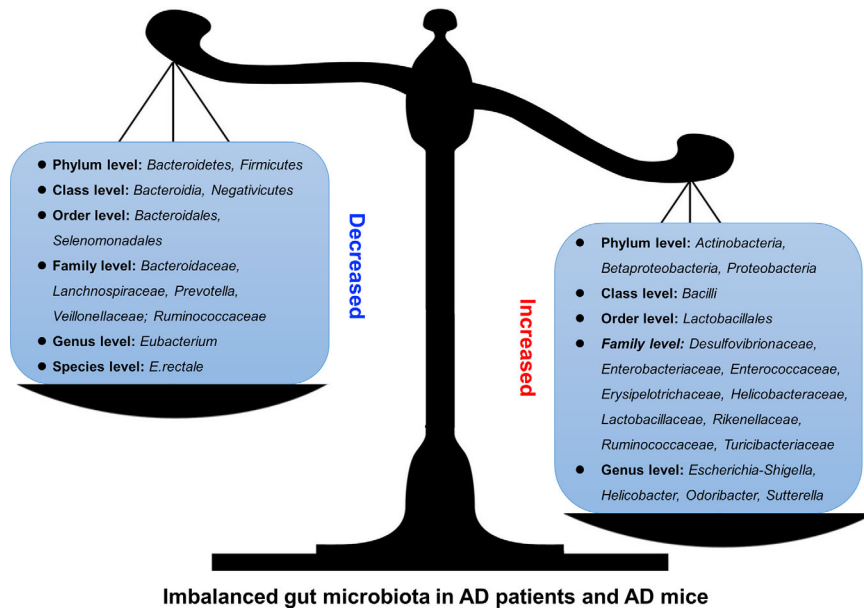 ● Phylum level: Bacteroidetes, Firmicutes
● Class level: Bacteroidia, Negativicutes
● Order level: Bacteroidales,
Selenomonadales
● Family level: Bacteroidaceae,
Lanchnospiraceae, Prevotella,
Veillonellaceae; Ruminococcaceae
● Genus level: Eubacterium
● Species level: E.rectale
Decreased
Increased
● Phylum level: Actinobacteria,
Betaproteobacteria, Proteobacteria
● Class level: Bacilli
● Order level: Lactobacillales
● Family level: Desulfovibrionaceae,
Enterobacteriaceae, Enterococcaceae,
Erysipelotrichaceae, Helicobacteraceae,
Lactobacillaceae, Rikenellaceae,
Ruminococcaceae, Turicibacteriaceae
● Genus level: Escherichia-Shigella,
Helicobacter, Odoribacter, Sutterella
Imbalanced gut microbiota in AD patients and AD mice